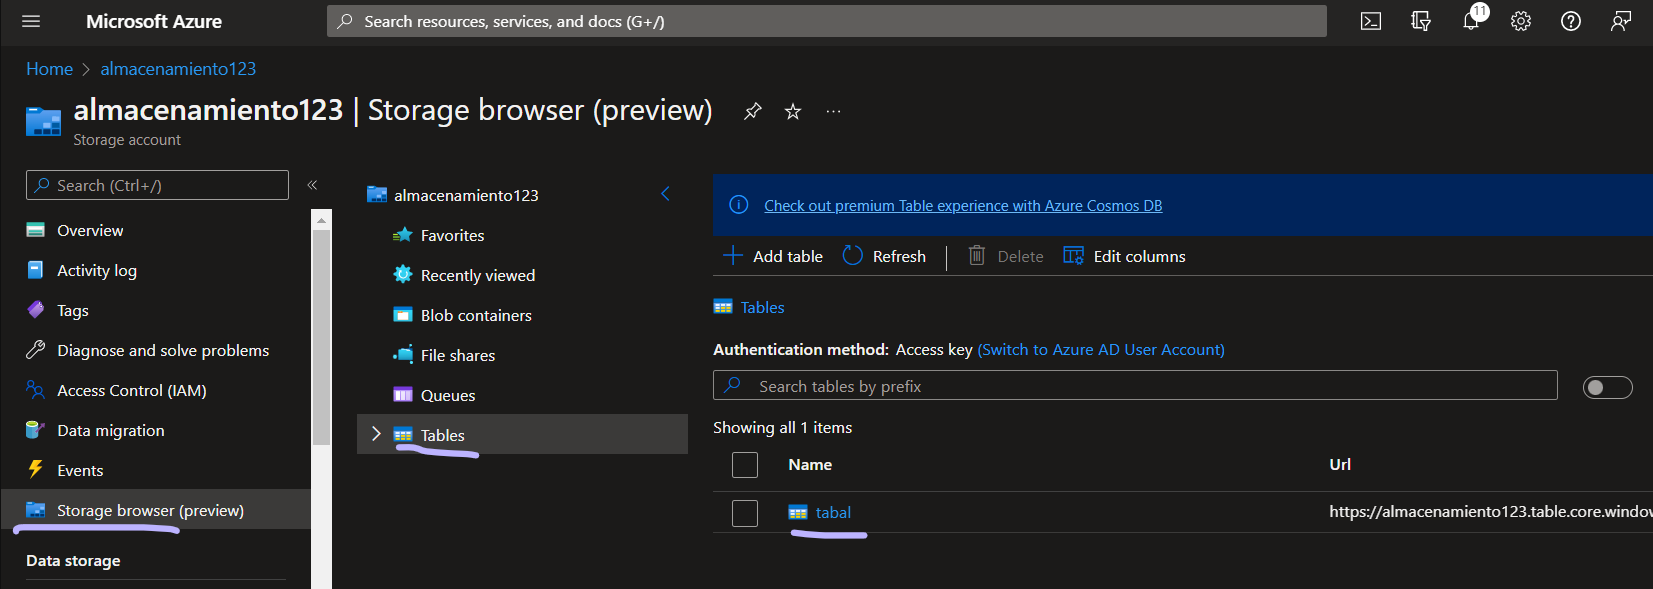 Microsoft Azure
Search resources, services, and docs (G+/)
11
Home > almacenamiento123
almacenamiento123 | Storage browser (preview)
Storage account
Search (Ctrl+/)
Overview
Activity log
Tags
Diagnose and solve problems
Access Control (IAM)
Data migration
Events
Storage browser (preview)
Data storage
almacenamiento123
Favorites
Recently viewed
Blob containers
File shares
Queues
Tables
Check out premium Table experience with Azure Cosmos DB
Add table Refresh Delete Edit columns
Tables
Authentication method: Access key (Switch to Azure AD User Account)
Search tables by prefix
Showing all 1 items
Name Url
tabal https://almacenamiento123.table.core.window